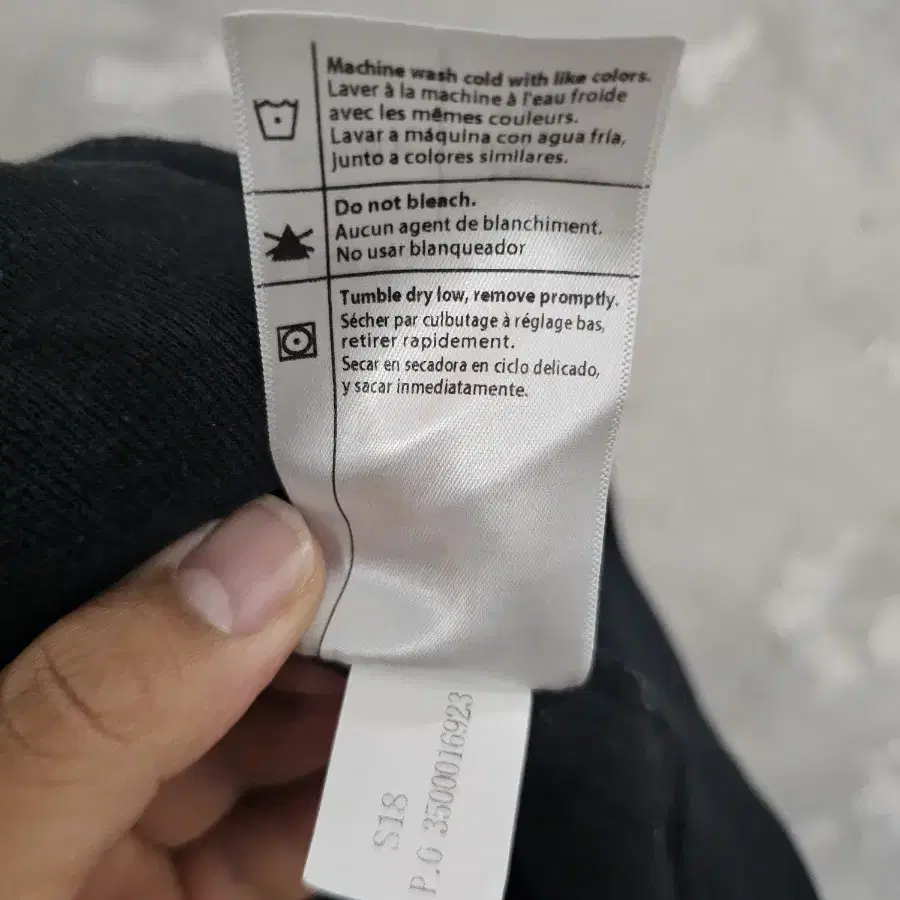 Machine wash cold with like colors.
Laver à la machine à l'eau froide
avec les mêmes couleurs.
Lavar a máquina con agua fría,
junto a colores similares.
Do not bleach.
Aucun agent de blanchiment.
No usar blanqueador
Tumble dry low, remove promptly.
Sécher par culbutage à réglage bas,
retirer rapidement.
Secar en secadora en ciclo delicado,
y sacar inmediatamente.
S18
P.O 3500016923